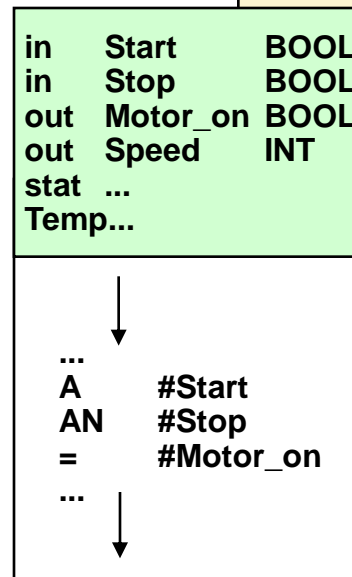 in Start BOOL
in Stop BOOL
out Motor_on BOOL
out Speed INT
stat ...
Temp...
...
A #Start
AN #Stop
= #Motor_on
...